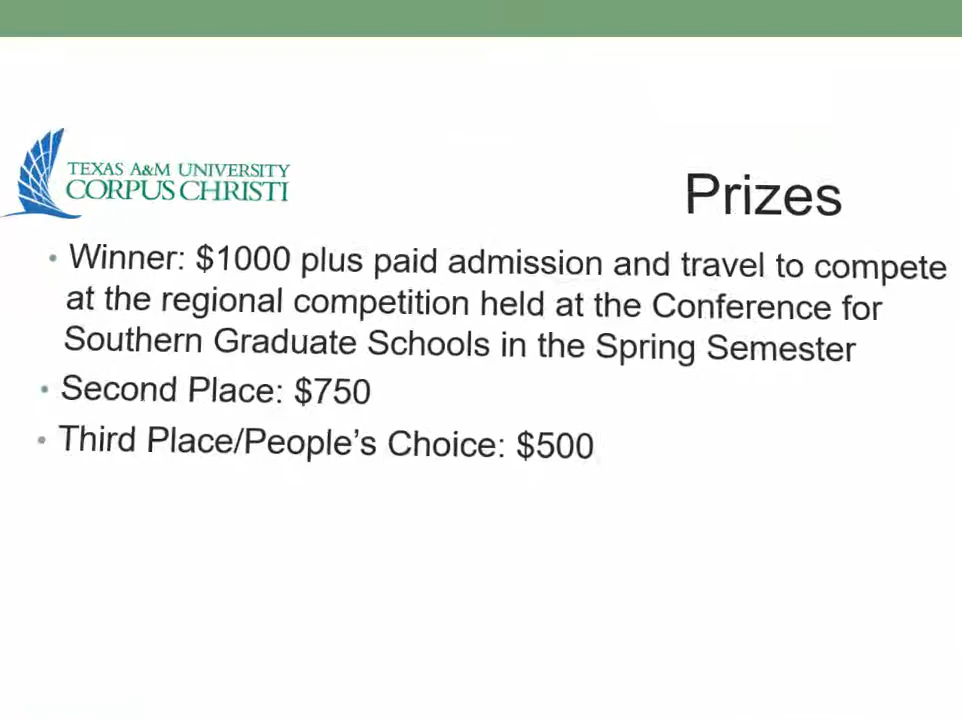 TEXAS A&M UNIVERSITY
CORPUS CHRISTI
Prizes
• Winner: $1000 plus paid admission and travel to compete
at the regional competition held at the Conference for
Southern Graduate Schools in the Spring Semester
• Second Place: $750
• Third Place/People’s Choice: $500